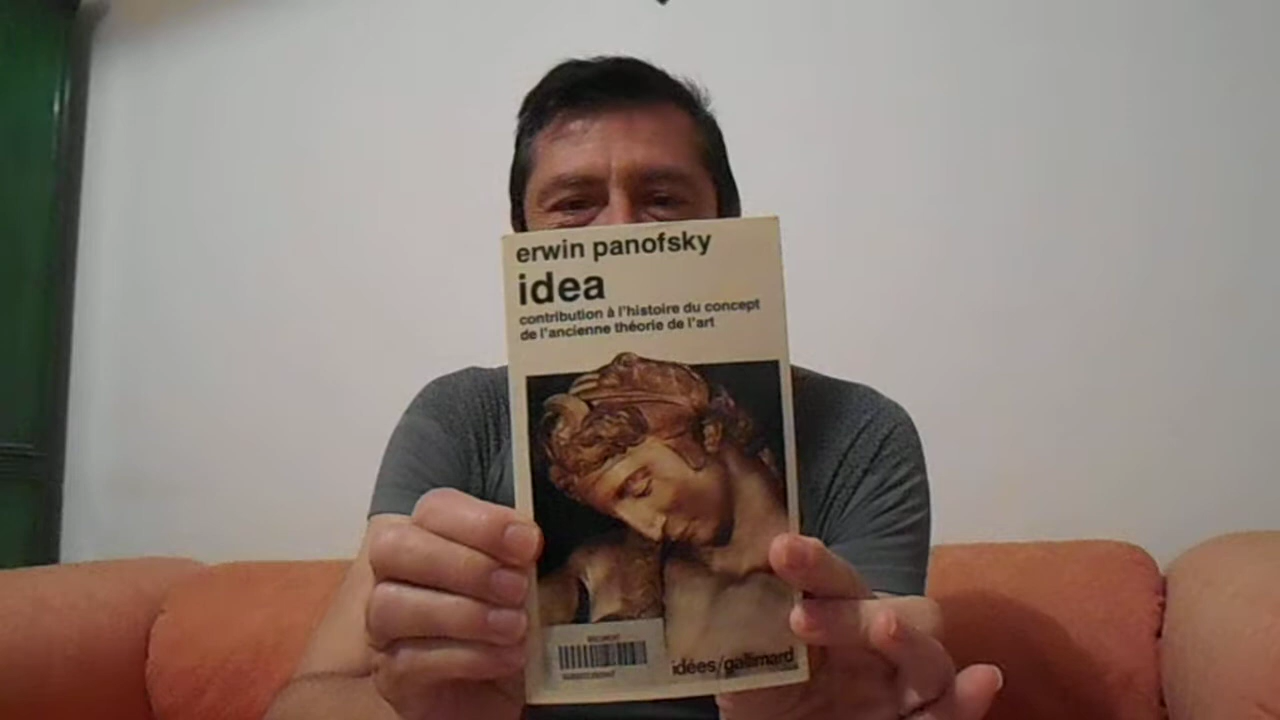 erwin panofsky
idea
contribution à l'histoire du concept
de l'ancienne théorie de l'art
idées/gallimard